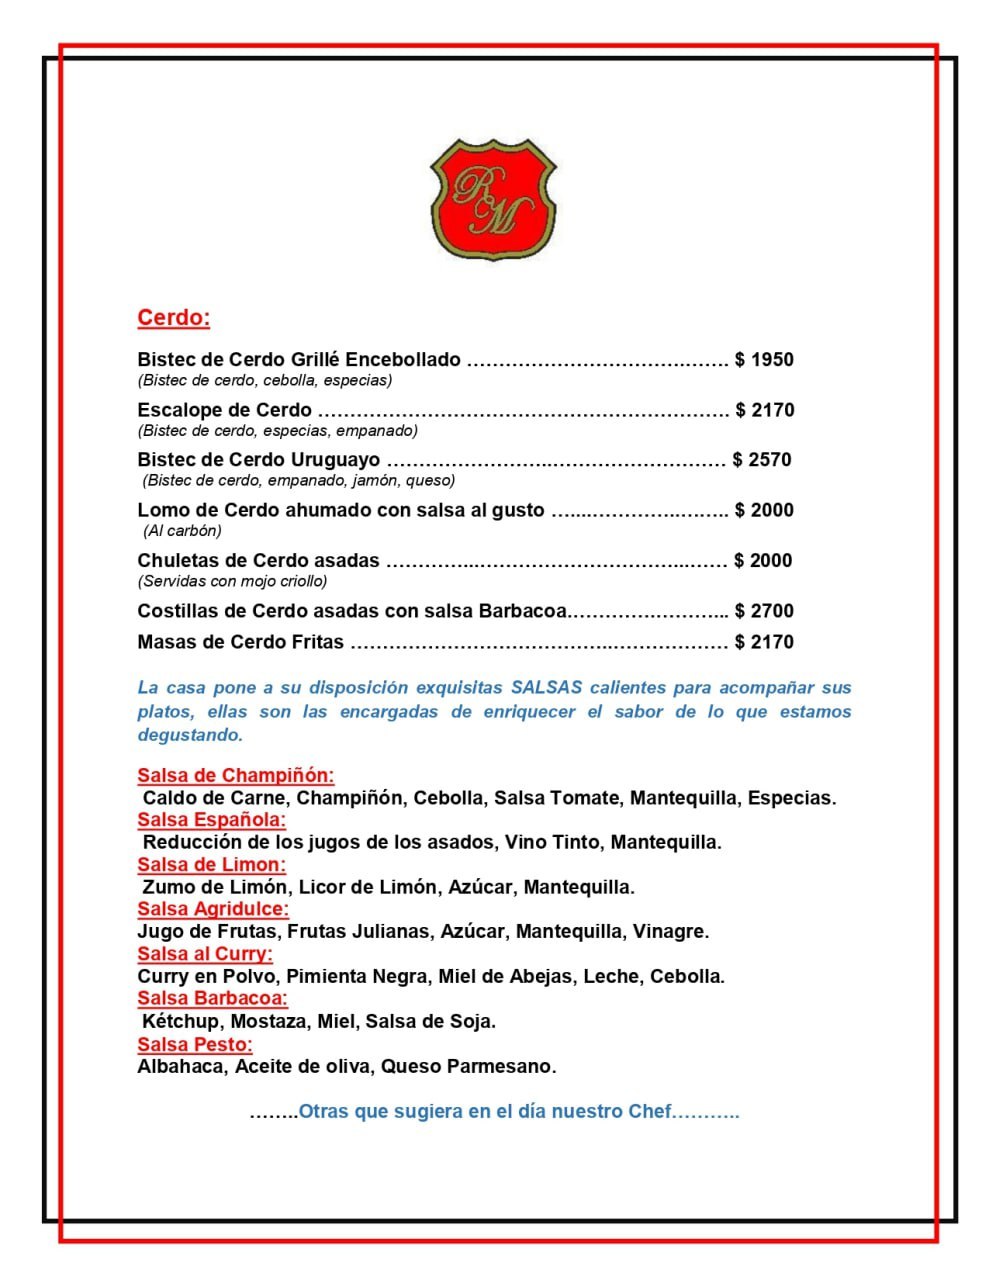 RM
Cerdo:
Bistec de Cerdo Grillé Encebollado ………………………….……. $ 1950
(Bistec de cerdo, cebolla, especias)
Escalope de Cerdo ………………………………………………………. $ 2170
(Bistec de cerdo, especias, empanado)
Bistec de Cerdo Uruguayo ……………………..……………………… $ 2570
(Bistec de cerdo, empanado, jamón, queso)
Lomo de Cerdo ahumado con salsa al gusto …...…………..…….. $ 2000
(Al carbón)
Chuletas de Cerdo asadas …………..…………………………..…… $ 2000
(Servidas con mojo criollo)
Costillas de Cerdo asadas con salsa Barbacoa.………………….... $ 2700
Masas de Cerdo Fritas …………………………………..……………… $ 2170
La casa pone a su disposición exquisitas SALSAS calientes para acompañar sus
platos, ellas son las encargadas de enriquecer el sabor de lo que estamos
degustando.
Salsa de Champiñón:
Caldo de Carne, Champiñón, Cebolla, Salsa Tomate, Mantequilla, Especias.
Salsa Española:
Reducción de los jugos de los asados, Vino Tinto, Mantequilla.
Salsa de Limon:
Zumo de Limón, Licor de Limón, Azúcar, Mantequilla.
Salsa Agridulce:
Jugo de Frutas, Frutas Julianas, Azúcar, Mantequilla, Vinagre.
Salsa al Curry:
Curry en Polvo, Pimienta Negra, Miel de Abejas, Leche, Cebolla.
Salsa Barbacoa:
Kétchup, Mostaza, Miel, Salsa de Soja.
Salsa Pesto:
Albahaca, Aceite de oliva, Queso Parmesano.
……..Otras que sugiera en el día nuestro Chef………..